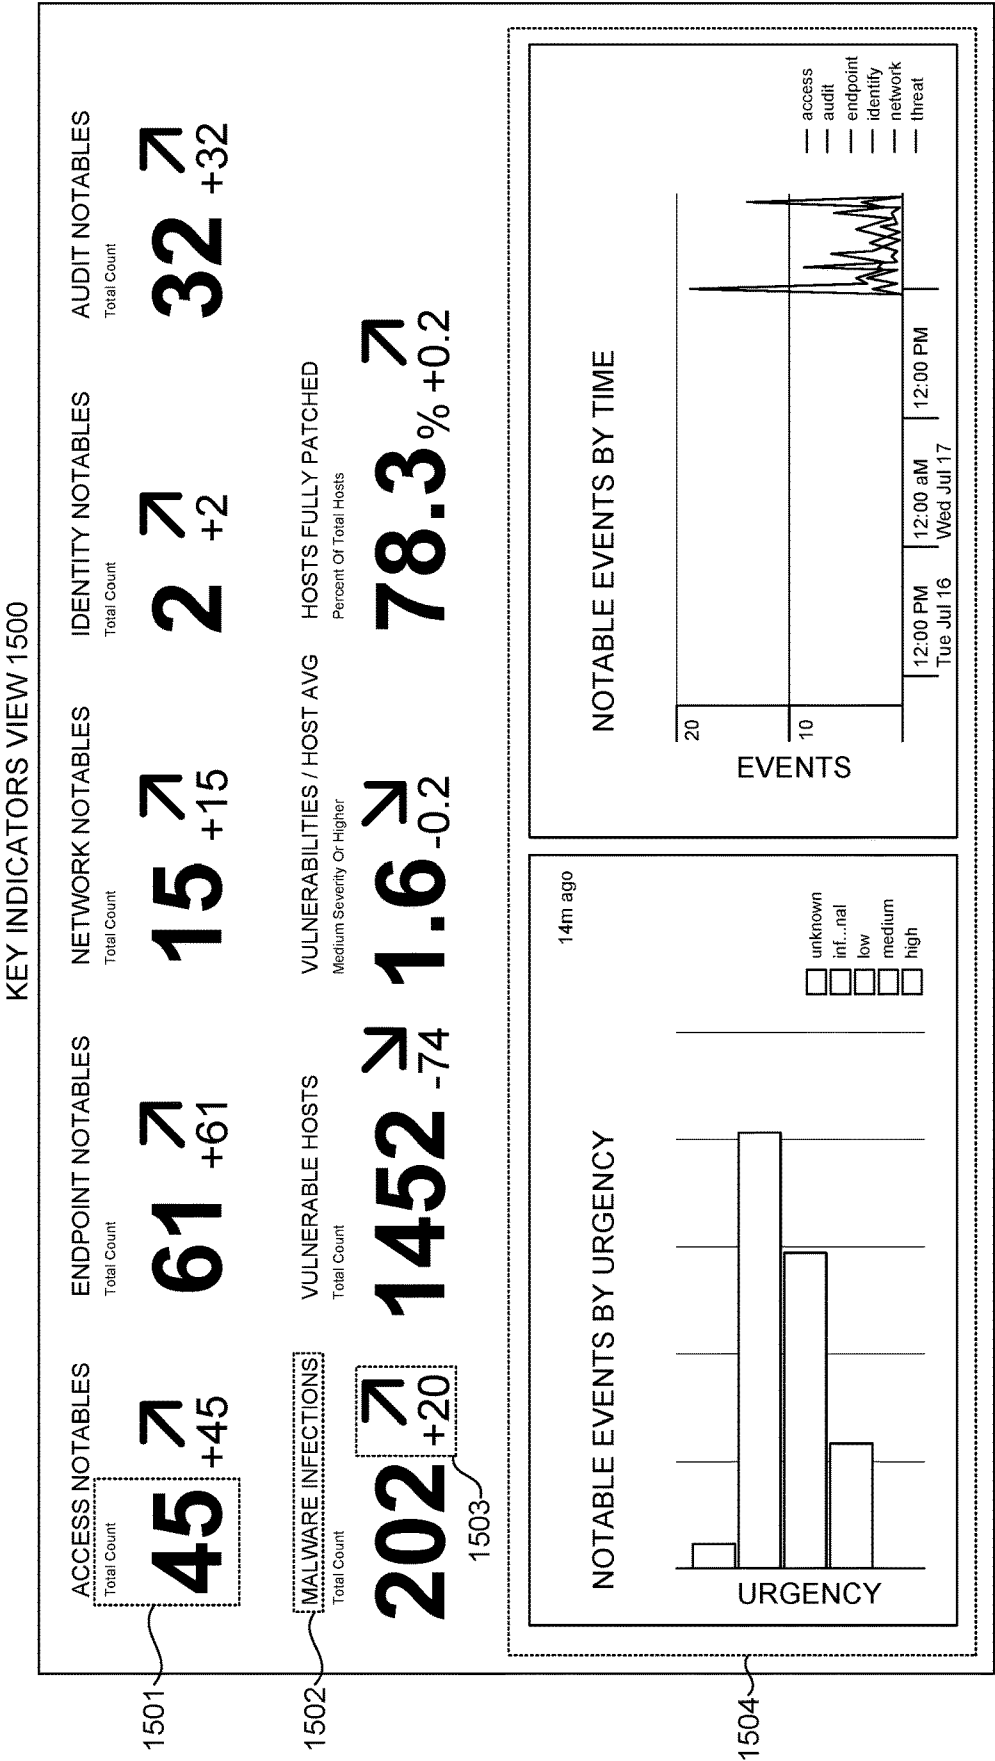 KEY INDICATORS VIEW 1500
ACCESS NOTABLES
Total Count
45 +45
ENDPOINT NOTABLES
Total Count
61 +61
NETWORK NOTABLES
Total Count
15 +15
IDENTITY NOTABLES
Total Count
2 +2
AUDIT NOTABLES
Total Count
32 +32
1501
MALWARE INFECTIONS
Total Count
202 +20
VULNERABLE HOSTS
Total Count
1452 -74
VULNERABILITIES / HOST AVG
Medium Severity Or Higher
1.6 -0.2
HOSTS FULLY PATCHED
Percent Of Total Hosts
78.3% +0.2
1502
1503
14m ago
NOTABLE EVENTS BY URGENCY
URGENCY
unknown
inf...nal
low
medium
high
NOTABLE EVENTS BY TIME
20
10
EVENTS
12:00 PM
Tue Jul 16
12:00 aM
Wed Jul 17
12:00 PM
access
audit
endpoint
identify
network
threat
1504